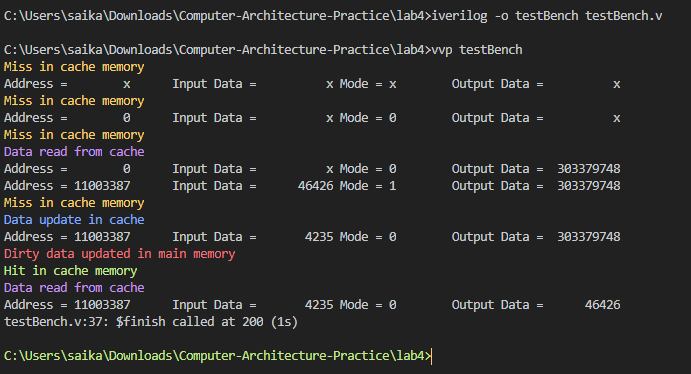 C:\Users\saika\Downloads\Computer-Architecture-Practice\lab4>iverilog -o testBench testBench.v
C:\Users\saika\Downloads\Computer-Architecture-Practice\lab4>vvp testBench
Miss in cache memory
Address =        x      Input Data =          x Mode = x        Output Data =          x
Miss in cache memory
Address =        0      Input Data =          x Mode = 0        Output Data =          x
Miss in cache memory
Data read from cache
Address =        0      Input Data =          x Mode = 0        Output Data =  303379748
Address = 11003387      Input Data =      46426 Mode = 1        Output Data =  303379748
Miss in cache memory
Data update in cache
Address = 11003387      Input Data =       4235 Mode = 0        Output Data =  303379748
Dirty data updated in main memory
Hit in cache memory
Data read from cache
Address = 11003387      Input Data =       4235 Mode = 0        Output Data =      46426
testBench.v:37: $finish called at 200 (1s)
C:\Users\saika\Downloads\Computer-Architecture-Practice\lab4>